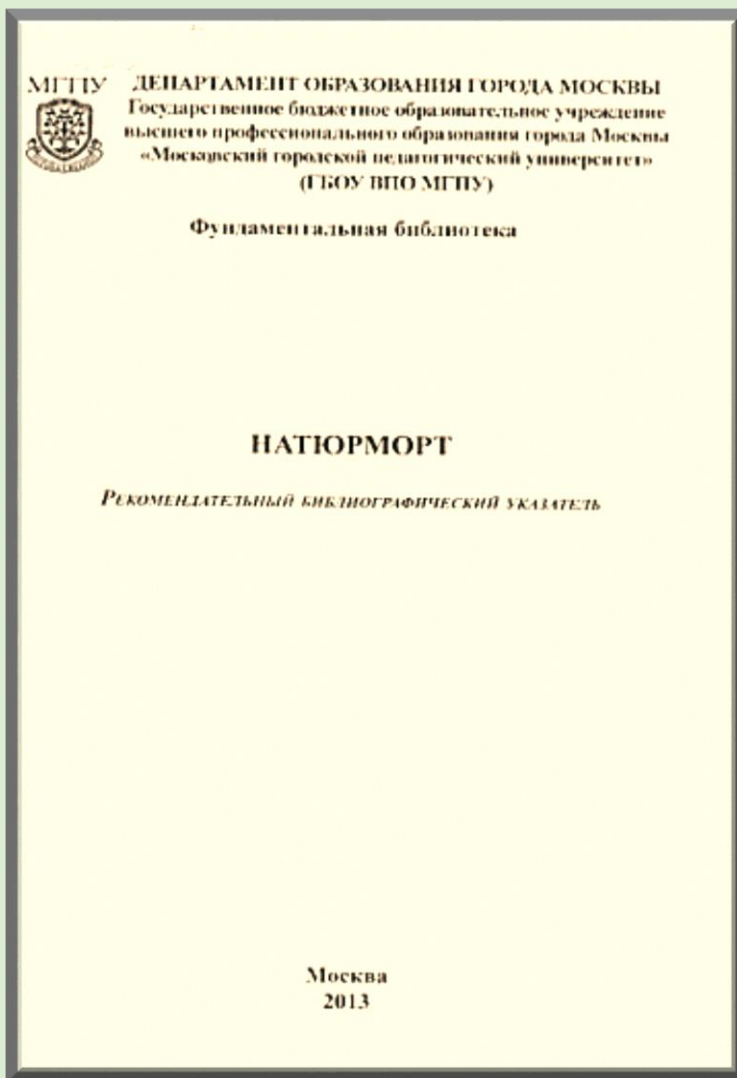 МГПУ
ДЕПАРТАМЕНТ ОБРАЗОВАНИЯ ГОРОДА МОСКВЫ
Государственное бюджетное образовательное учреждение
высшего профессионального образования города Москвы
«Московский городской педагогический университет»
(ГБОУ ВПО МГПУ)
Фундаментальная библиотека
НАТЮРМОРТ
РЕКОМЕНДАТЕЛЬНЫЙ БИБЛИОГРАФИЧЕСКИЙ УКАЗАТЕЛЬ
Москва
2013